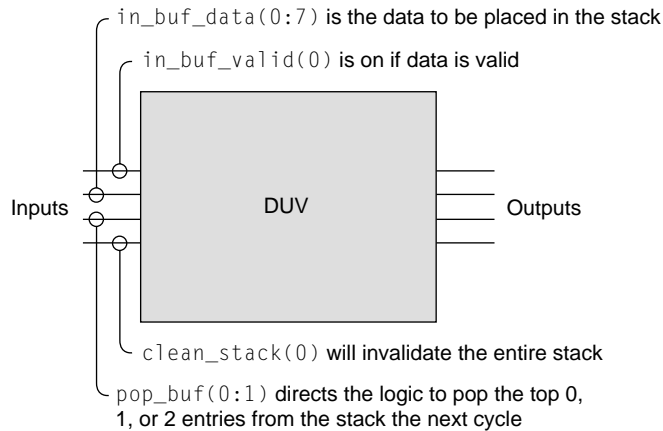 in_buf_data(0:7) is the data to be placed in the stack
in_buf_valid(0) is on if data is valid
Inputs
DUV
Outputs
clean_stack(0) will invalidate the entire stack
pop_buf(0:1) directs the logic to pop the top 0,
1, or 2 entries from the stack the next cycle